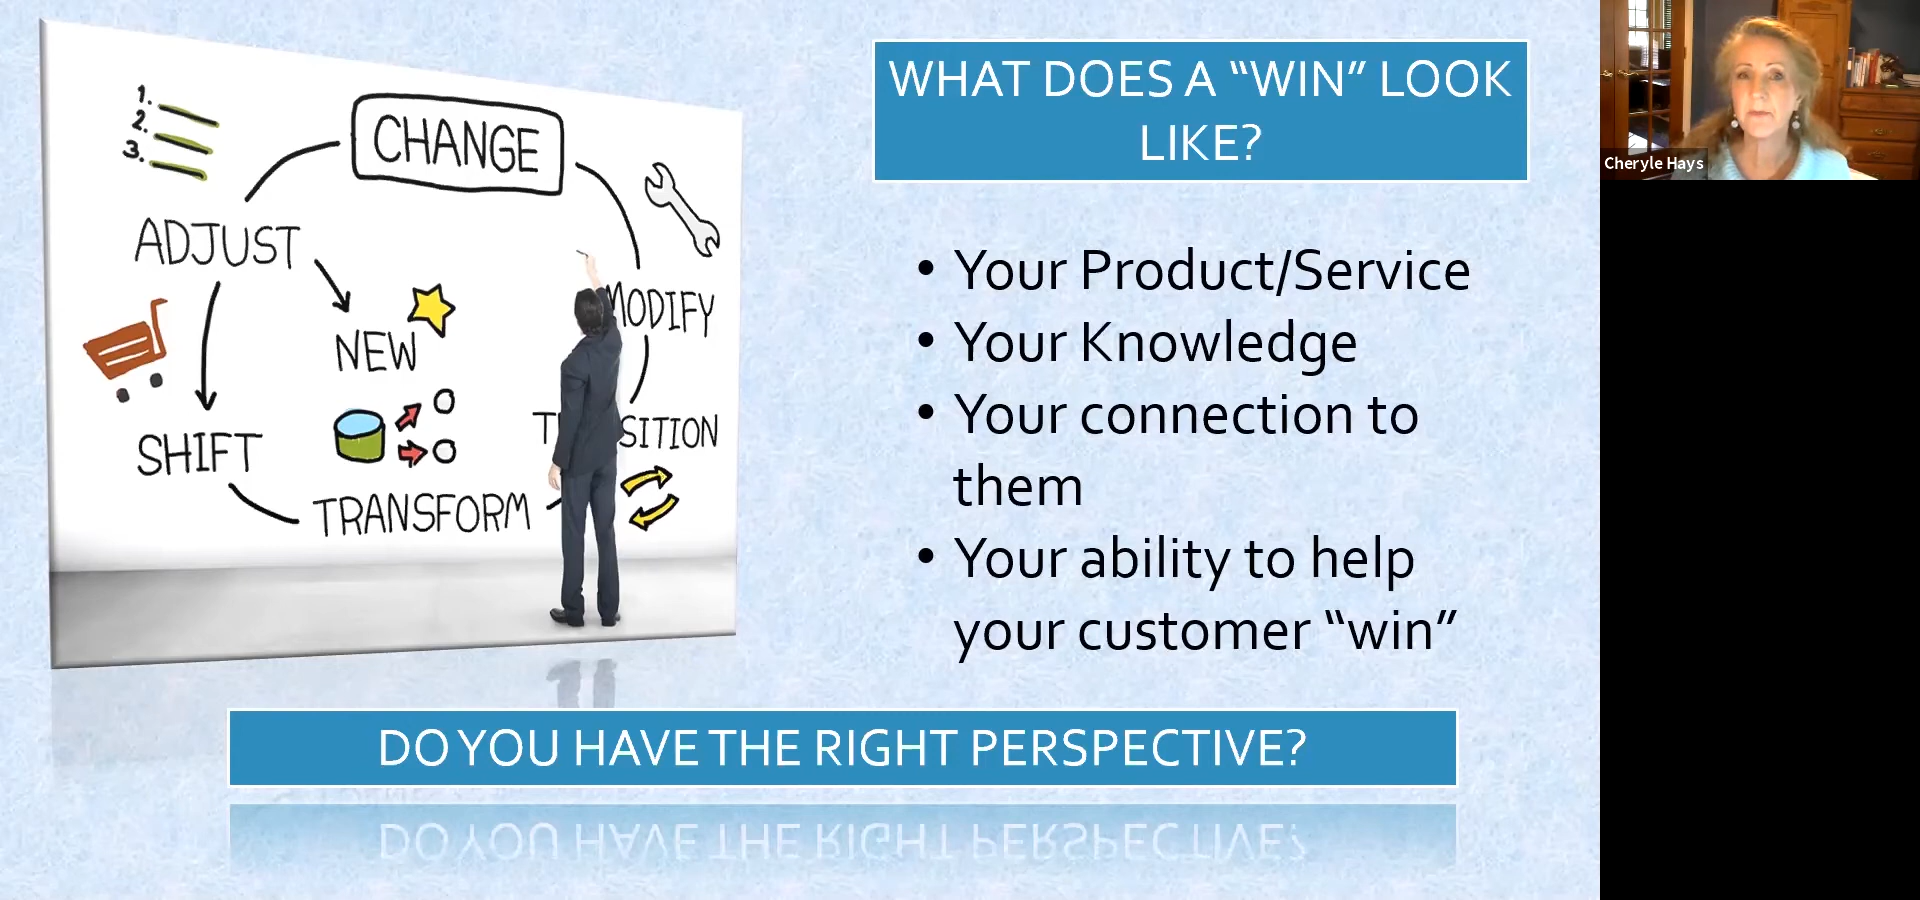 1.
2.
3.
CHANGE
ADJUST
NEW
MODIFY
SHIFT
SITION
TRANSFORM
WHAT DOES A “WIN” LOOK
LIKE?
• Your Product/Service
• Your Knowledge
• Your connection to
them
• Your ability to help
your customer “win”
DO YOU HAVE THE RIGHT PERSPECTIVE?
Cheryle Hays